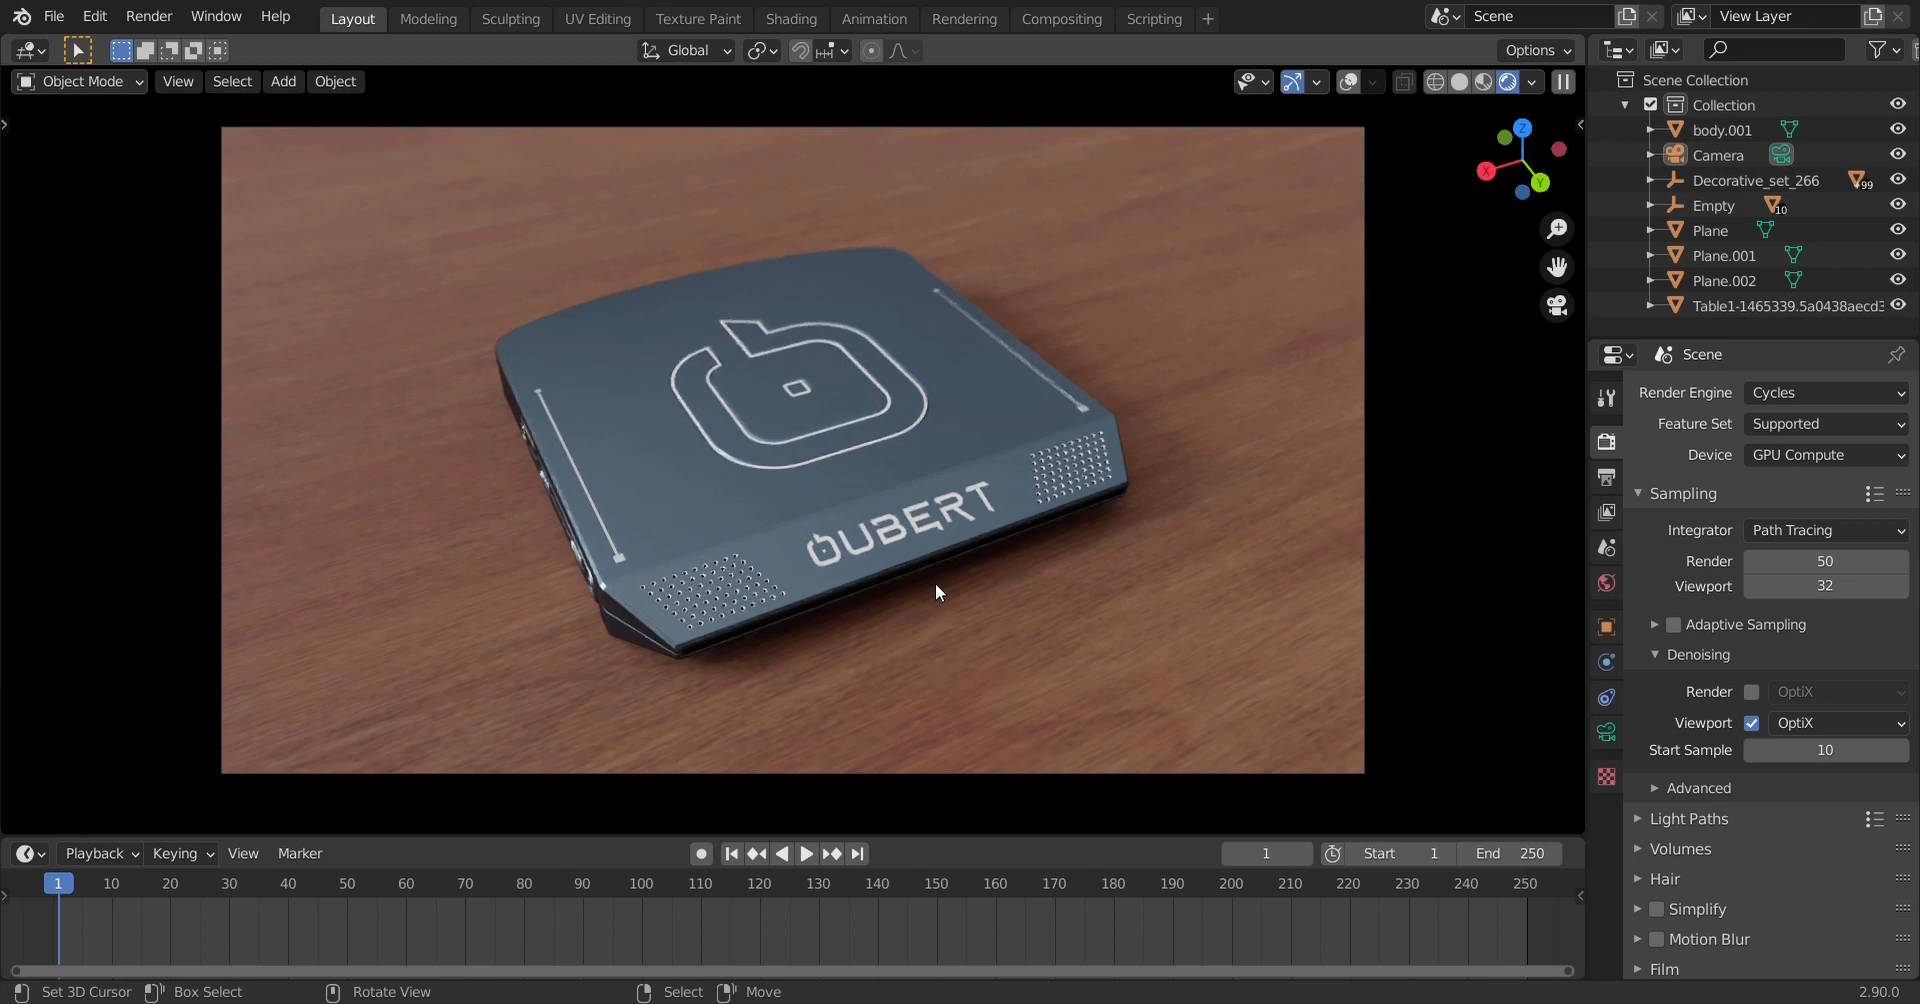 File Edit Render Window Help Layout Modeling Sculpting UV Editing Texture Paint Shading Animation Rendering Compositing Scripting + Scene View Layer
Global Options
Object Mode View Select Add Object
Z
X
Y
OUBERT
Scene Collection
Collection
body.001
Camera
Decorative_set_266 +99
Empty 10
Plane
Plane.001
Plane.002
Table1-1465339.5a0438aecd3
Scene
Render Engine Cycles
Feature Set Supported
Device GPU Compute
Sampling
Integrator Path Tracing
Render 50
Viewport 32
Adaptive Sampling
Denoising
Render OptiX
Viewport OptiX
Start Sample 10
Advanced
Light Paths
Volumes
Hair
Simplify
Motion Blur
Film
Playback Keying View Marker 1 Start 1 End 250
1 10 20 30 40 50 60 70 80 90 100 110 120 130 140 150 160 170 180 190 200 210 220 230 240 250
Set 3D Cursor Box Select Rotate View Select Move 2.90.0